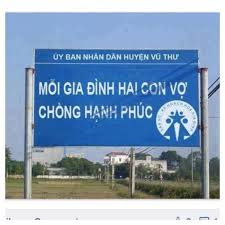 ỦY BAN NHÂN DÂN HUYỆN VŨ THƯ
MỖI GIA ĐÌNH HAI CON VỢ
CHỒNG HẠNH PHÚC